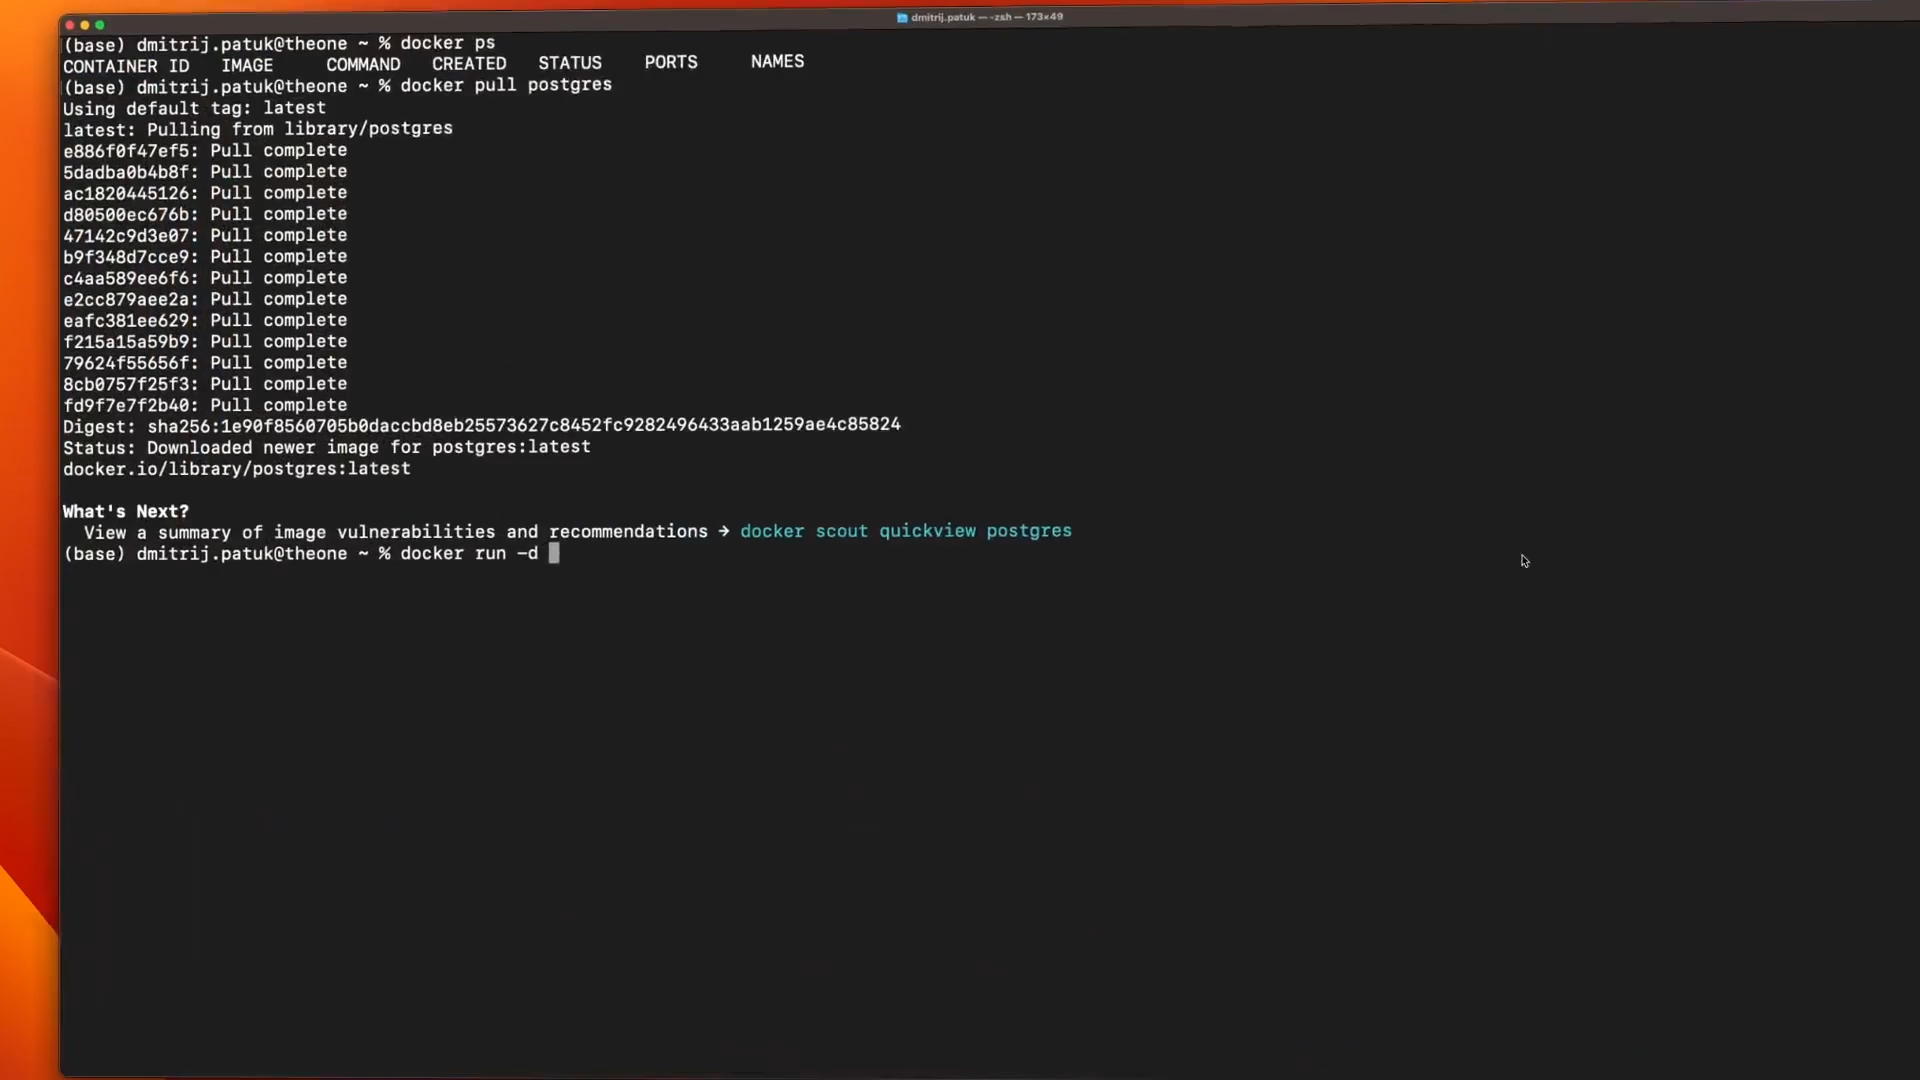 dmitrij.patuk — -zsh — 173×49
(base) dmitrij.patuk@theone ~ % docker ps
CONTAINER ID   IMAGE     COMMAND   CREATED   STATUS    PORTS     NAMES
(base) dmitrij.patuk@theone ~ % docker pull postgres
Using default tag: latest
latest: Pulling from library/postgres
e886f0f47ef5: Pull complete
5dadba0b4b8f: Pull complete
ac1820445126: Pull complete
d80500ec676b: Pull complete
47142c9d3e07: Pull complete
b9f348d7cce9: Pull complete
c4aa589ee6f6: Pull complete
e2cc879aee2a: Pull complete
eafc381ee629: Pull complete
f215a15a59b9: Pull complete
79624f55656f: Pull complete
8cb0757f25f3: Pull complete
fd9f7e7f2b40: Pull complete
Digest: sha256:1e90f8560705b0daccbd8eb25573627c8452fc9282496433aab1259ae4c85824
Status: Downloaded newer image for postgres:latest
docker.io/library/postgres:latest
What's Next?
View a summary of image vulnerabilities and recommendations → docker scout quickview postgres
(base) dmitrij.patuk@theone ~ % docker run -d